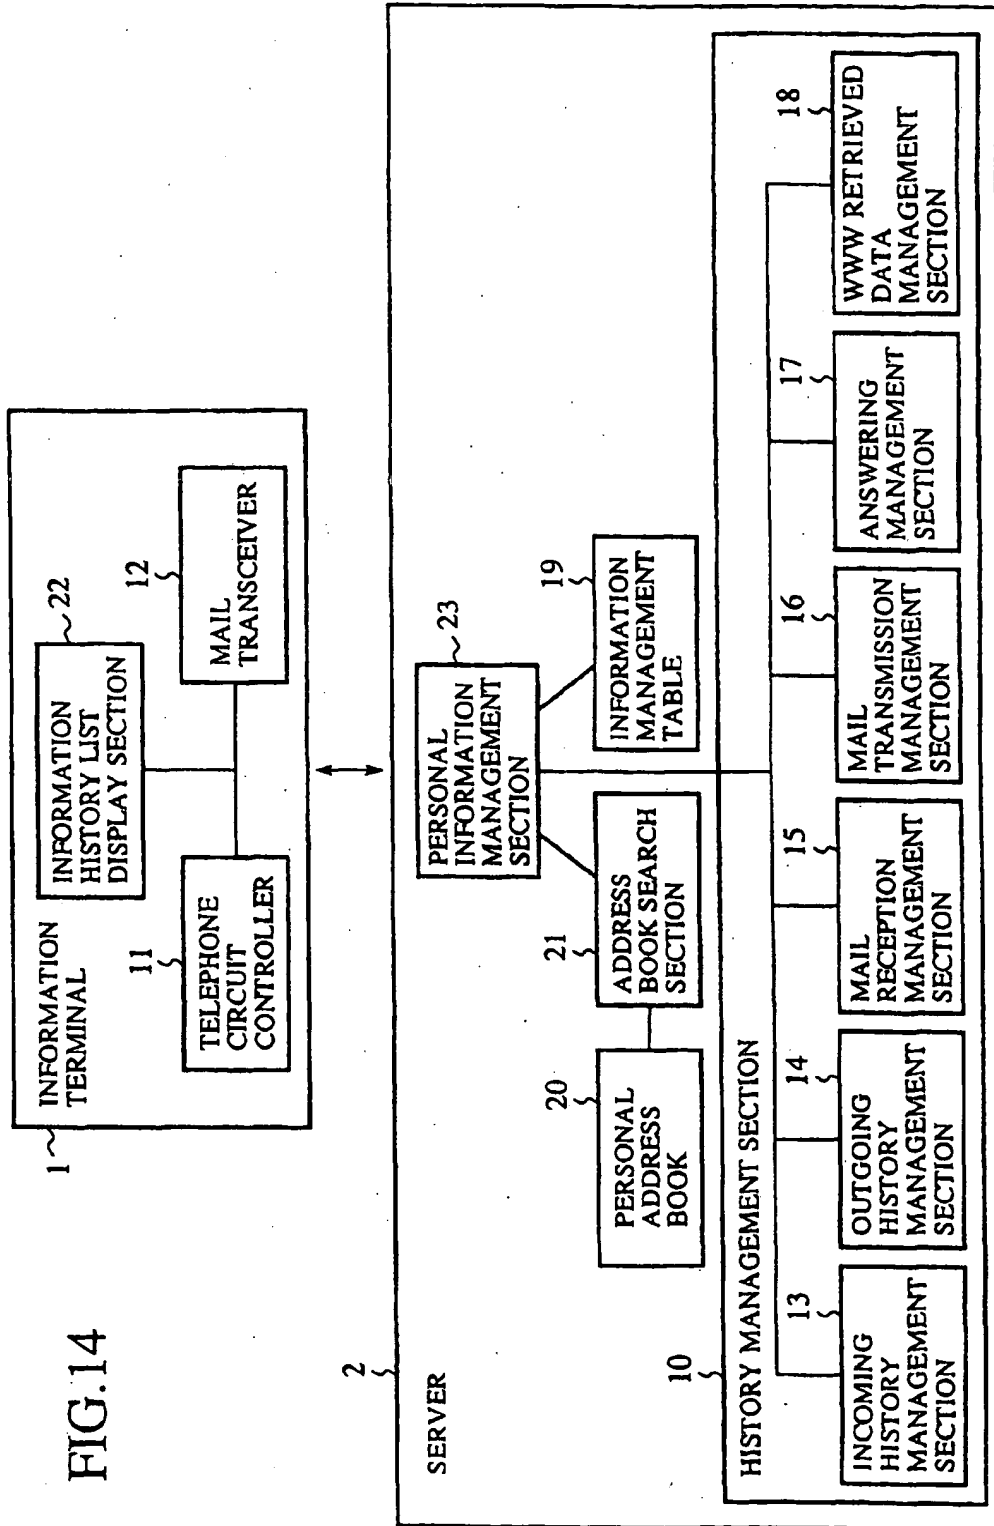 FIG.14
1
INFORMATION
TERMINAL
22
INFORMATION
HISTORY LIST
DISPLAY SECTION
11
TELEPHONE
CIRCUIT
CONTROLLER
12
MAIL
TRANSCEIVER
2
SERVER
23
PERSONAL
INFORMATION
MANAGEMENT
SECTION
20
PERSONAL
ADDRESS
BOOK
21
ADDRESS
BOOK SEARCH
SECTION
19
INFORMATION
MANAGEMENT
TABLE
10
HISTORY MANAGEMENT SECTION
13
INCOMING
HISTORY
MANAGEMENT
SECTION
14
OUTGOING
HISTORY
MANAGEMENT
SECTION
15
MAIL
RECEPTION
MANAGEMENT
SECTION
16
MAIL
TRANSMISSION
MANAGEMENT
SECTION
17
ANSWERING
MANAGEMENT
SECTION
18
WWW RETRIEVED
DATA
MANAGEMENT
SECTION